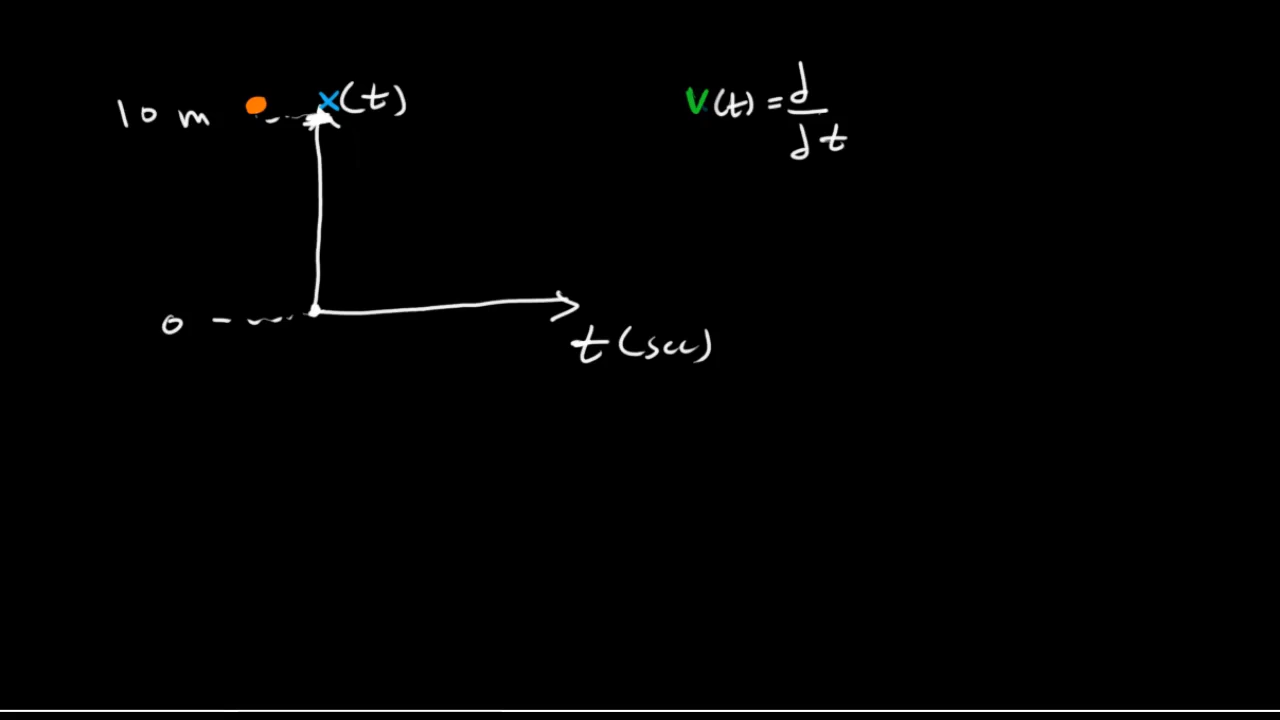 10 m x(t)
v(t) = d/dt
0
t(sec)